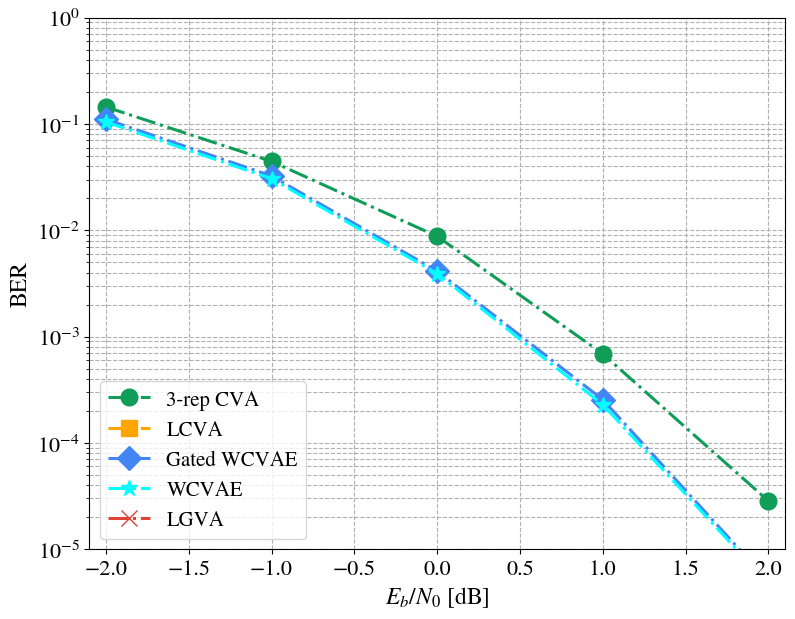 10⁰
10⁻¹
10⁻²
10⁻³
10⁻⁴
10⁻⁵
BER
3-rep CVA
LCVA
Gated WCVAE
WCVAE
LGVA
−2.0 −1.5 −1.0 −0.5 0.0 0.5 1.0 1.5 2.0
E_b/N_0 [dB]